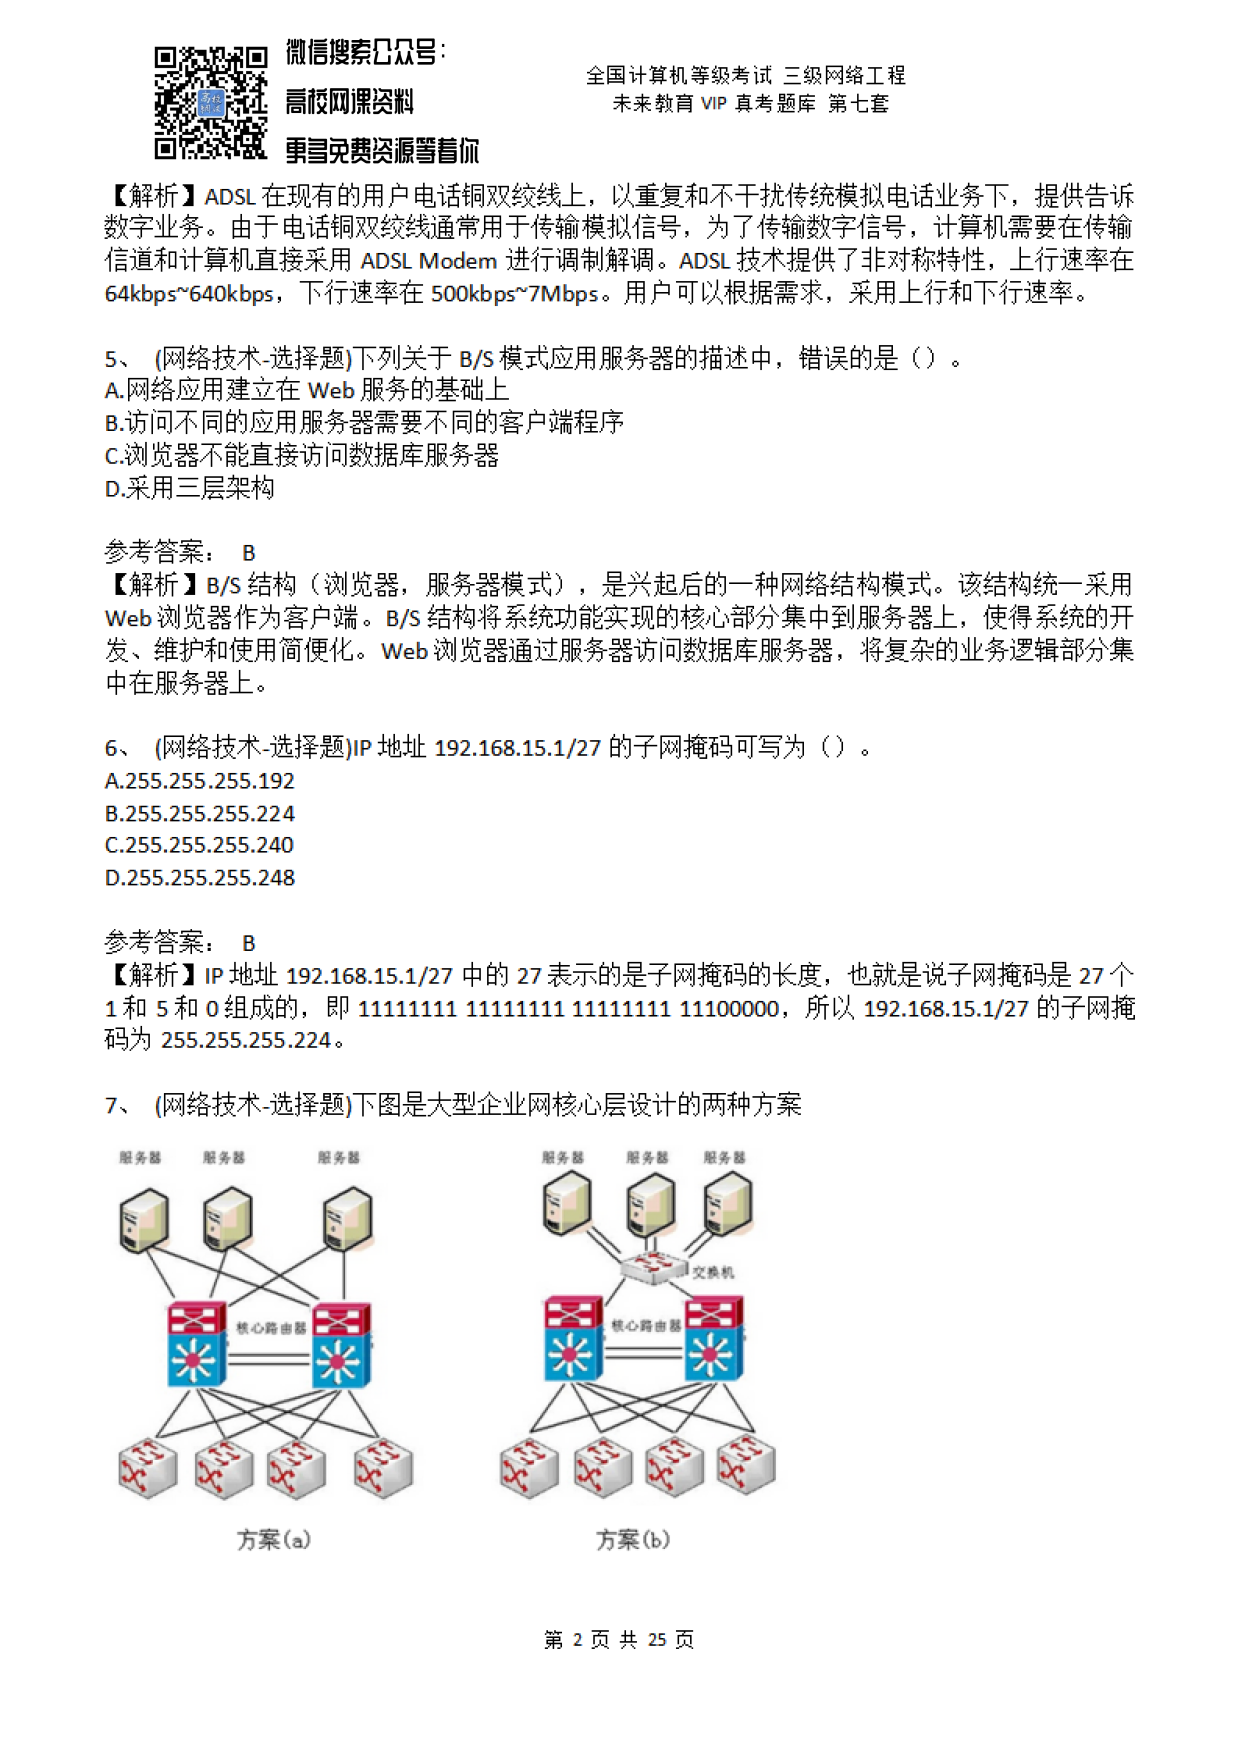 微信搜索公众号：
高校网课资料
更多免费资源等着你
全国计算机等级考试 三级网络工程
未来教育 VIP 真考题库 第七套
【解析】ADSL 在现有的用户电话铜双绞线上，以重复和不干扰传统模拟电话业务下，提供告诉
数字业务。由于电话铜双绞线通常用于传输模拟信号，为了传输数字信号，计算机需要在传输
信道和计算机直接采用 ADSL Modem 进行调制解调。ADSL 技术提供了非对称特性，上行速率在
64kbps~640kbps，下行速率在 500kbps~7Mbps。用户可以根据需求，采用上行和下行速率。
5、 (网络技术-选择题)下列关于 B/S 模式应用服务器的描述中，错误的是（）。
A.网络应用建立在 Web 服务的基础上
B.访问不同的应用服务器需要不同的客户端程序
C.浏览器不能直接访问数据库服务器
D.采用三层架构
参考答案： B
【解析】B/S 结构（浏览器，服务器模式），是兴起后的一种网络结构模式。该结构统一采用
Web 浏览器作为客户端。B/S 结构将系统功能实现的核心部分集中到服务器上，使得系统的开
发、维护和使用简便化。Web 浏览器通过服务器访问数据库服务器，将复杂的业务逻辑部分集
中在服务器上。
6、 (网络技术-选择题)IP 地址 192.168.15.1/27 的子网掩码可写为（）。
A.255.255.255.192
B.255.255.255.224
C.255.255.255.240
D.255.255.255.248
参考答案： B
【解析】IP 地址 192.168.15.1/27 中的 27 表示的是子网掩码的长度，也就是说子网掩码是 27 个
1 和 5 和 0 组成的，即 11111111 11111111 11111111 11100000，所以 192.168.15.1/27 的子网掩
码为 255.255.255.224。
7、 (网络技术-选择题)下图是大型企业网核心层设计的两种方案
服务器 服务器 服务器
核心路由器
方案(a)
服务器 服务器 服务器
交换机
核心路由器
方案(b)
第 2 页 共 25 页